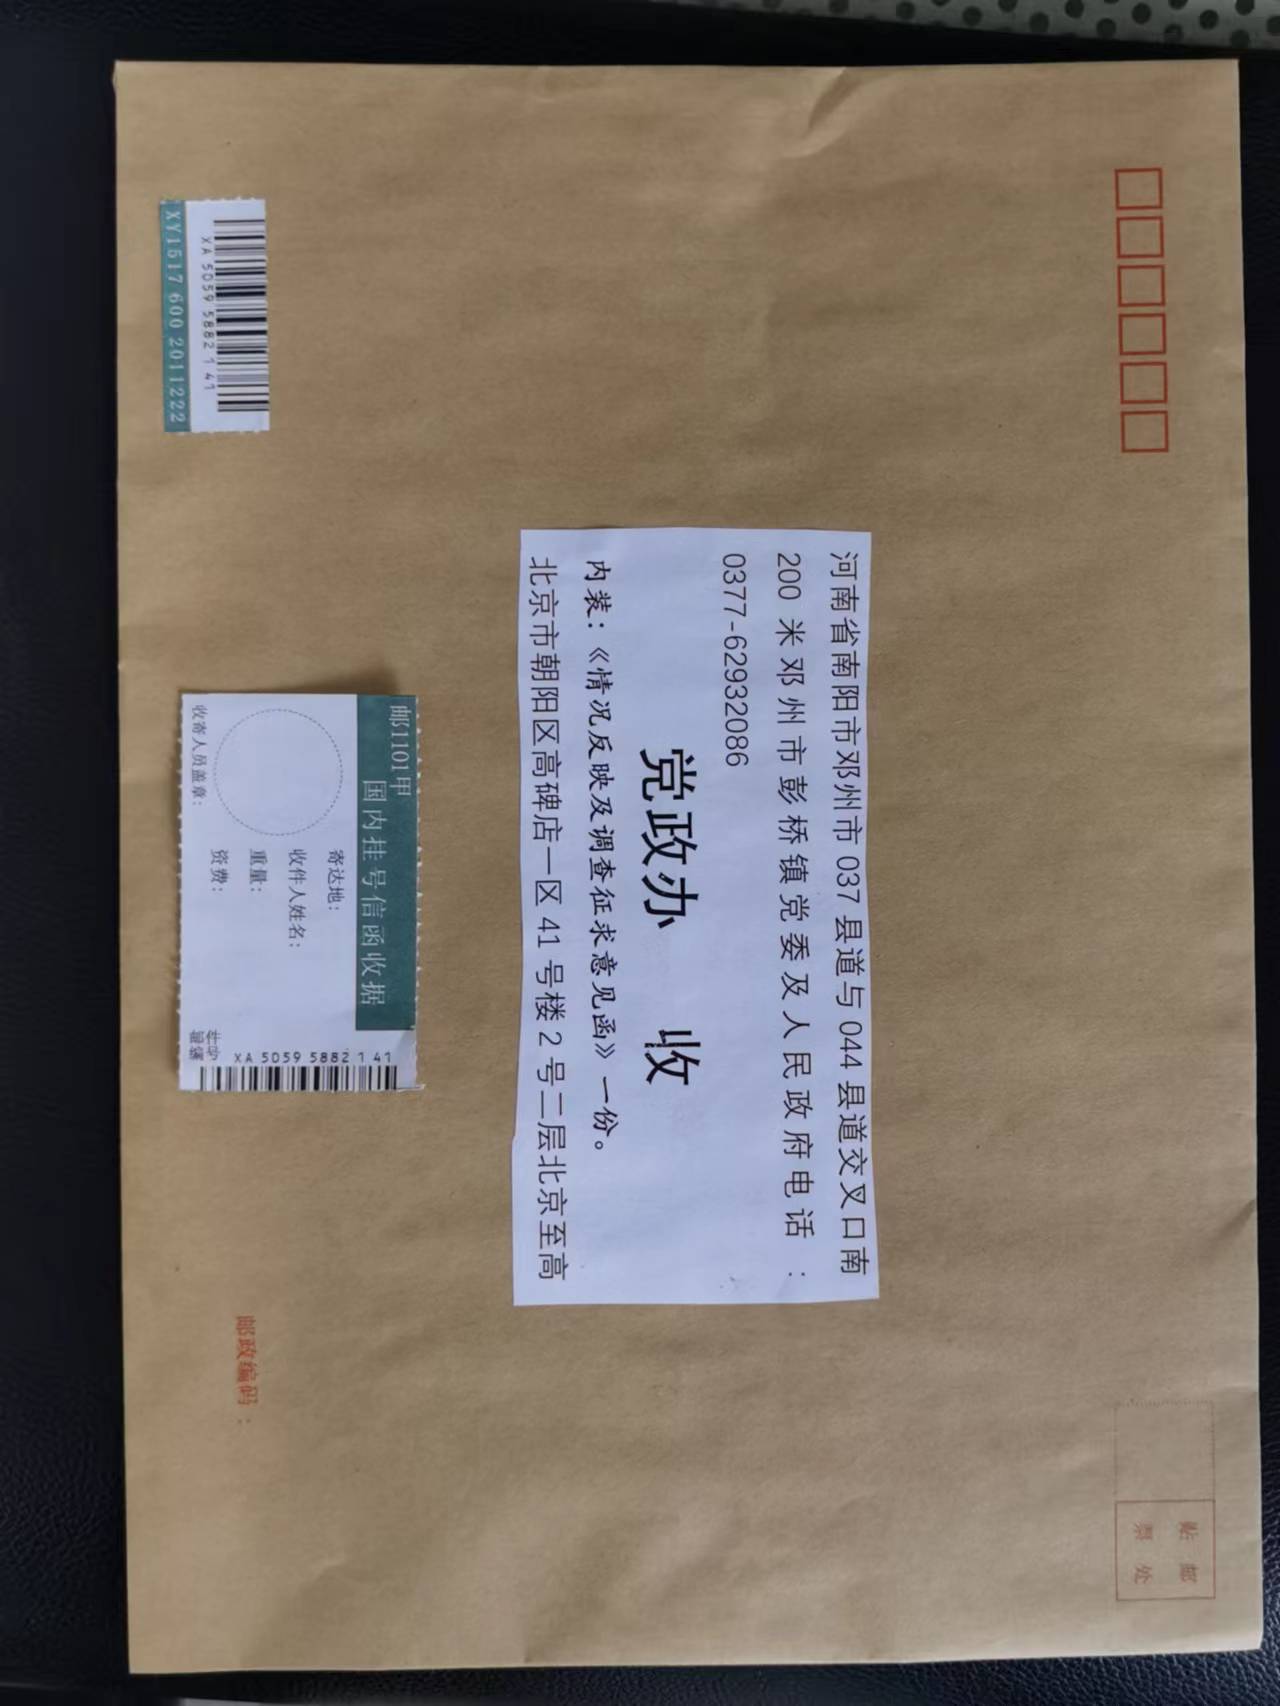 河南省南阳市邓州市 037 县道与 044 县道交叉口南
200 米邓州市彭桥镇党委及人民政府电话：
0377-62932086
党政办 收
内装：《情况反映及调查征求意见函》一份。
北京市朝阳区高碑店一区 41 号楼 2 号二层北京至高
贴邮
票处
邮1101甲
国内挂号信函收据
寄达地：
收件人姓名：
重量：
资费：
收寄人员盖章：
邮件
编号
XA 5059 5882 1 41
XA 5059 5882 1 41
XY1517 600 2011222
邮政编码：